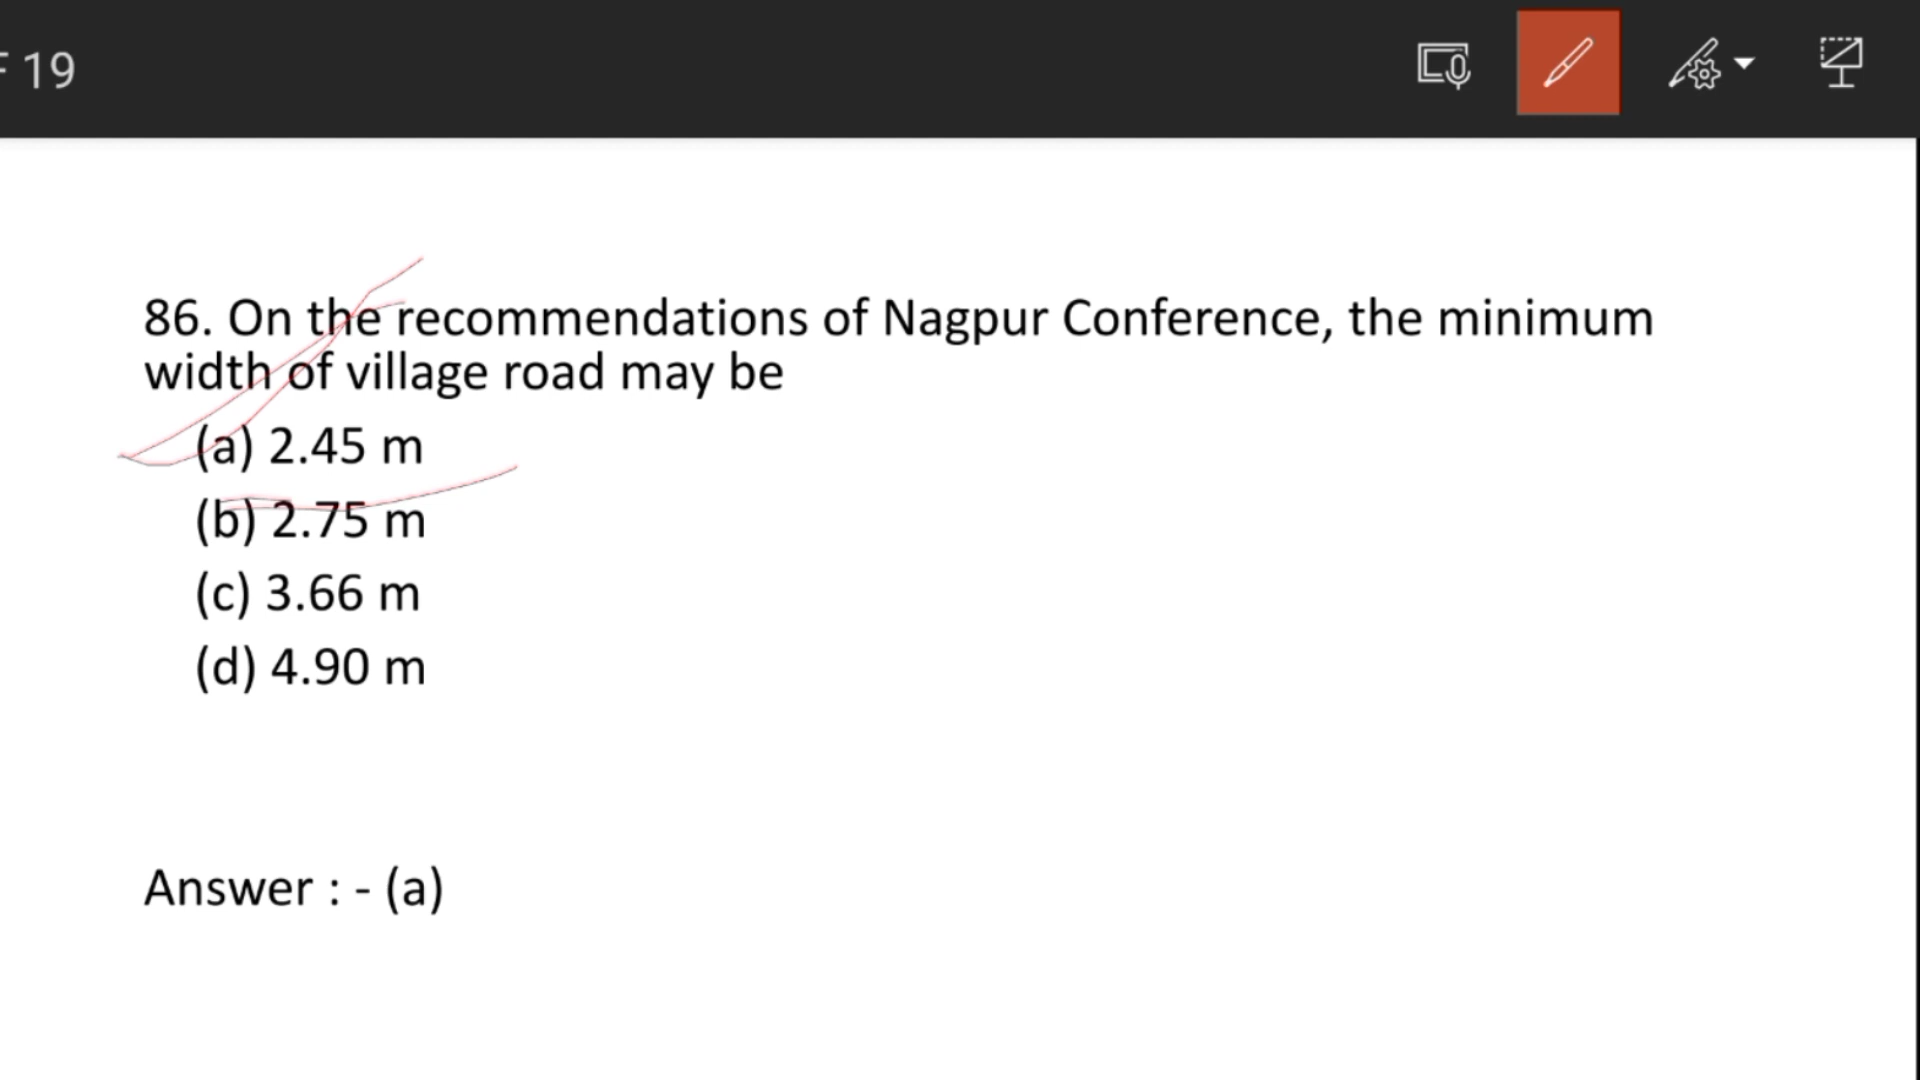 F 19
86. On the recommendations of Nagpur Conference, the minimum
width of village road may be
(a) 2.45 m
(b) 2.75 m
(c) 3.66 m
(d) 4.90 m
Answer : - (a)